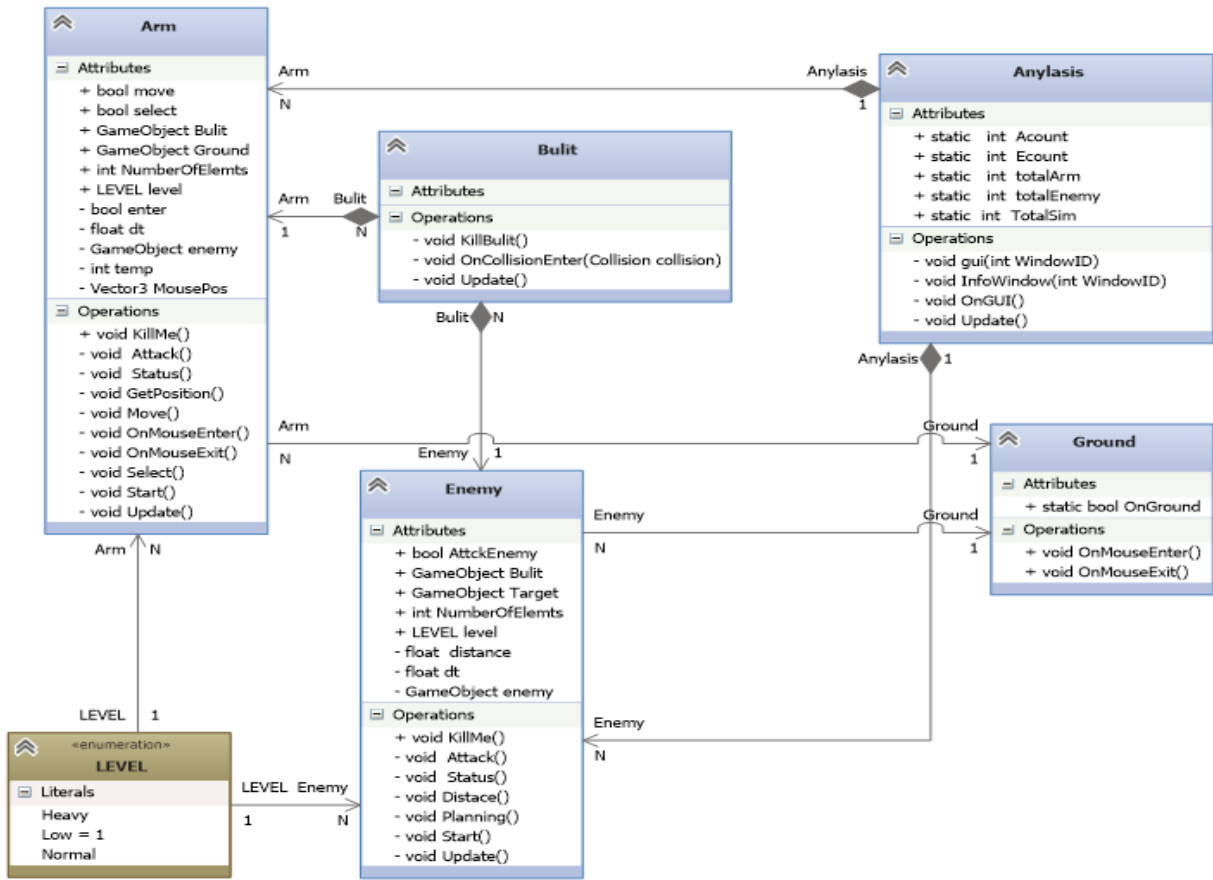 Arm
Attributes
+ bool move
+ bool select
+ GameObject Bulit
+ GameObject Ground
+ int NumberOfElemts
+ LEVEL level
- bool enter
- float dt
- GameObject enemy
- int temp
- Vector3 MousePos
Operations
+ void KillMe()
- void Attack()
- void Status()
- void GetPosition()
- void Move()
- void OnMouseEnter()
- void OnMouseExit()
- void Select()
- void Start()
- void Update()
Arm
N
Anylasis
1
Anylasis
Attributes
+ static int Acount
+ static int Ecount
+ static int totalArm
+ static int totalEnemy
+ static int TotalSim
Operations
- void gui(int WindowID)
- void InfoWindow(int WindowID)
- void OnGUI()
- void Update()
Arm
1
Bulit
N
Bulit
Attributes
Operations
- void KillBulit()
- void OnCollisionEnter(Collision collision)
- void Update()
Bulit N
Enemy 1
Anylasis 1
Arm
N
Ground
1
Ground
Attributes
+ static bool OnGround
Operations
+ void OnMouseEnter()
+ void OnMouseExit()
Enemy
Attributes
+ bool AttckEnemy
+ GameObject Bulit
+ GameObject Target
+ int NumberOfElemts
+ LEVEL level
- float distance
- float dt
- GameObject enemy
Operations
+ void KillMe()
- void Attack()
- void Status()
- void Distace()
- void Planning()
- void Start()
- void Update()
Enemy
N
Ground
1
Enemy
N
Arm N
LEVEL 1
«enumeration»
LEVEL
Literals
Heavy
Low = 1
Normal
LEVEL Enemy
1 N